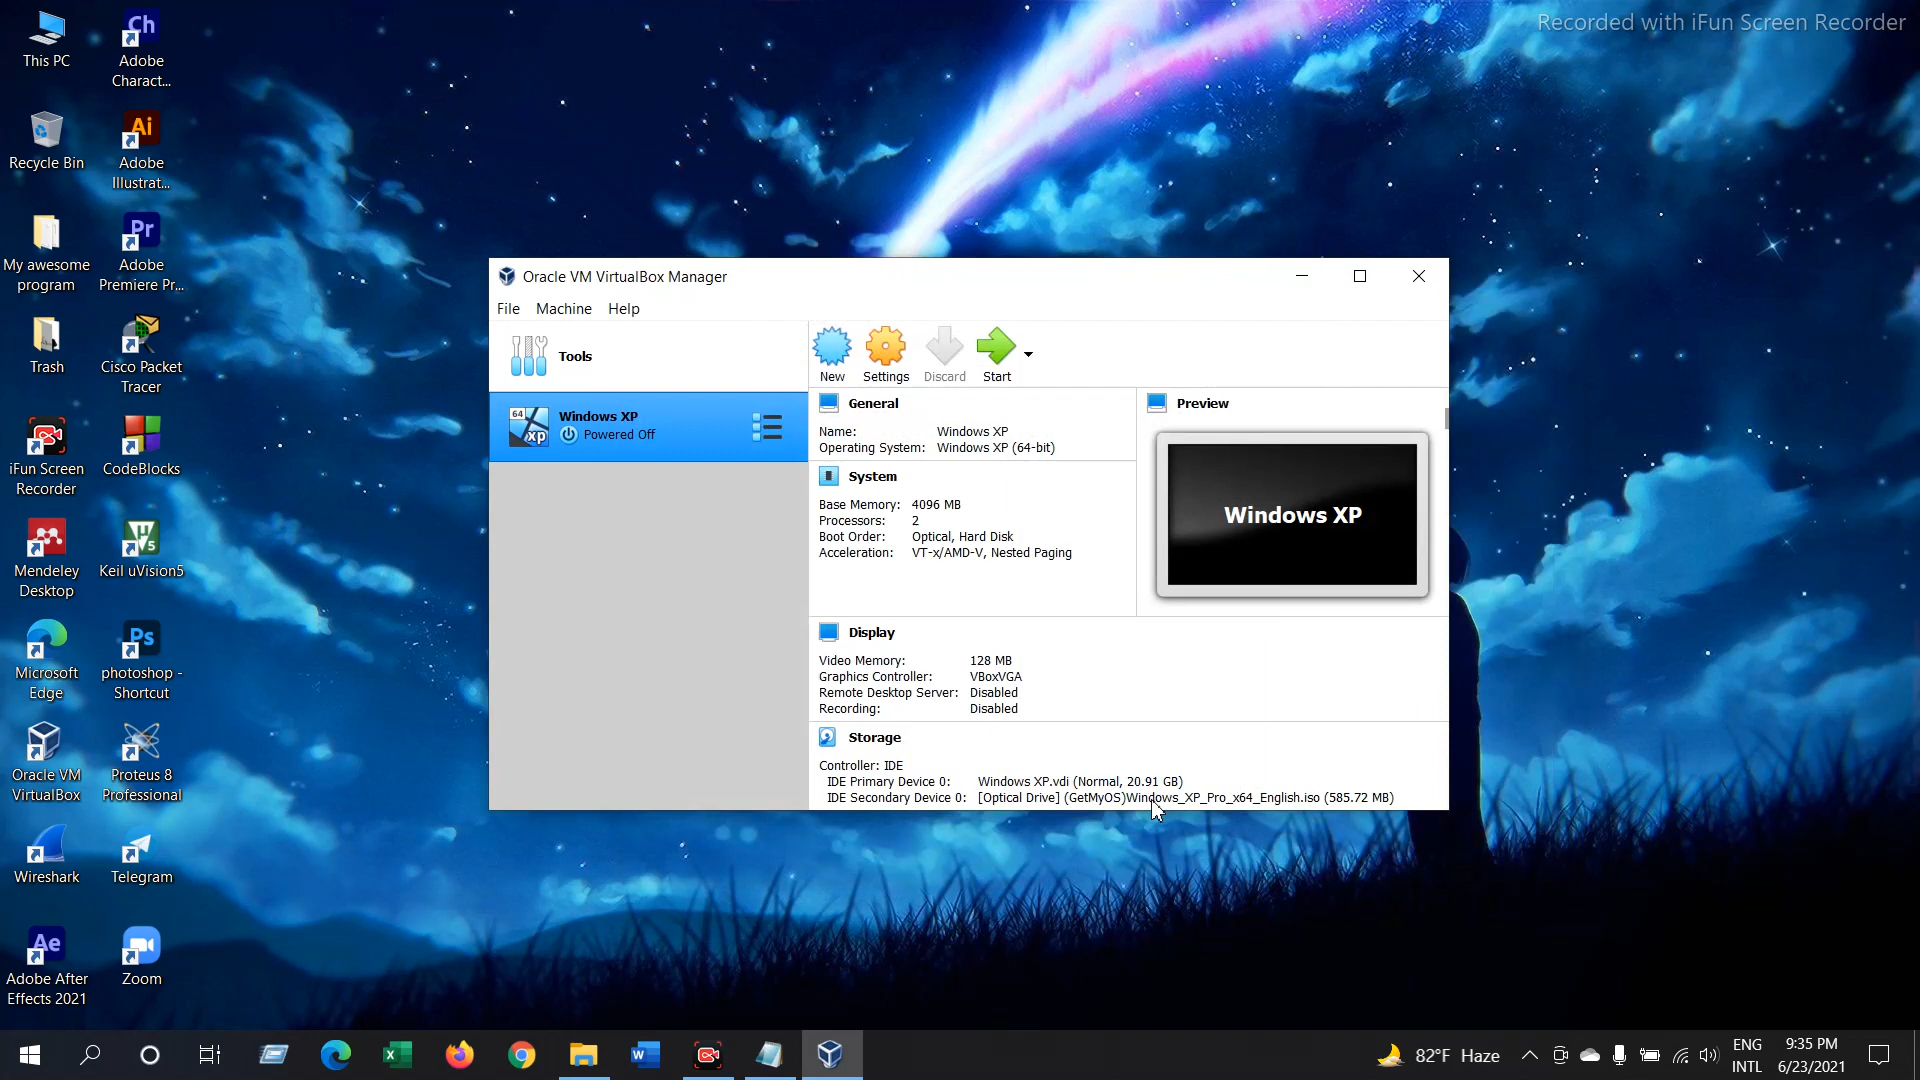 Recorded with iFun Screen Recorder
This PC
Adobe
Charact...
Recycle Bin
Adobe
Illustrat...
My awesome
program
Adobe
Premiere Pr...
Trash
Cisco Packet
Tracer
iFun Screen
Recorder
CodeBlocks
Mendeley
Desktop
Keil uVision5
Microsoft
Edge
photoshop -
Shortcut
Oracle VM
VirtualBox
Proteus 8
Professional
Wireshark
Telegram
Adobe After
Effects 2021
Zoom
Oracle VM VirtualBox Manager
File Machine Help
Tools
New Settings Discard Start
64
xp
Windows XP
Powered Off
General
Name: Windows XP
Operating System: Windows XP (64-bit)
System
Base Memory: 4096 MB
Processors: 2
Boot Order: Optical, Hard Disk
Acceleration: VT-x/AMD-V, Nested Paging
Preview
Windows XP
Display
Video Memory: 128 MB
Graphics Controller: VBoxVGA
Remote Desktop Server: Disabled
Recording: Disabled
Storage
Controller: IDE
IDE Primary Device 0: Windows XP.vdi (Normal, 20.91 GB)
IDE Secondary Device 0: [Optical Drive] (GetMyOS)Windows_XP_Pro_x64_English.iso (585.72 MB)
82°F Haze
ENG
INTL
9:35 PM
6/23/2021